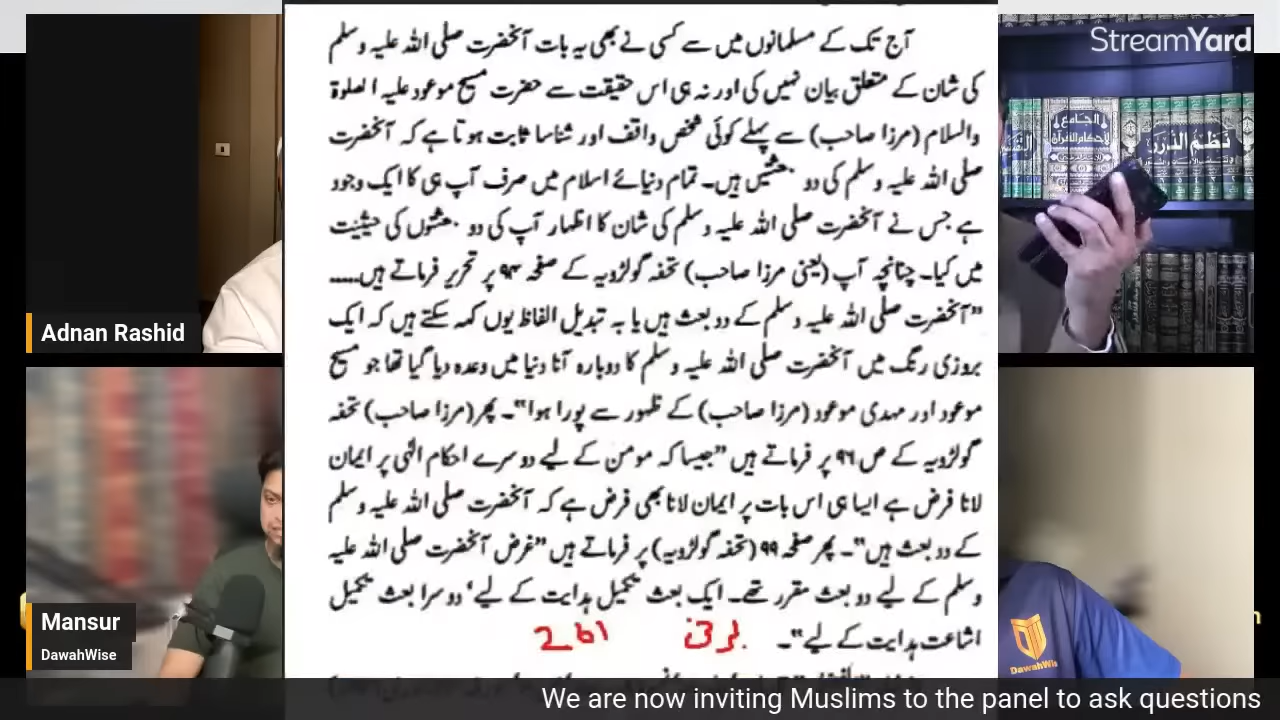 آج تک کے مسلمانوں میں سے کسی نے بھی یہ بات آنحضرت صلی اللہ علیہ وسلم
کی شان کے متعلق بیان نہیں کی اور نہ ہی اس حقیقت سے حضرت مسیح موعود علیہ الصلوۃ
والسلام (مرزا صاحب) سے پہلے کوئی شخص واقف اور شناسا ثابت ہوتا ہے کہ آنحضرت
صلی اللہ علیہ وسلم کی دو بعثتیں ہیں۔ تمام دنیائے اسلام میں صرف آپ ہی کا ایک وجود
ہے جس نے آنحضرت صلی اللہ علیہ وسلم کی شان کا اظہار آپ کی دو بعثتوں کی حیثیت
میں کیا۔ چنانچہ آپ (یعنی مرزا صاحب) تحفہ گولڑویہ کے صفحہ ۹۴ پر تحریر فرماتے ہیں.....
"آنحضرت صلی اللہ علیہ وسلم کے دو بعث ہیں یا بہ تبدیل الفاظ یوں کہہ سکتے ہیں کہ ایک
بروزی رنگ میں آنحضرت صلی اللہ علیہ وسلم کا دوبارہ آنا دنیا میں وعدہ دیا گیا تھا جو مسیح
موعود اور مہدی موعود (مرزا صاحب) کے ظہور سے پورا ہوا"۔ پھر (مرزا صاحب) تحفہ
گولڑویہ کے ص ۹۶ پر فرماتے ہیں "جیسا کہ مومن کے لیے دوسرے احکام الٰہی پر ایمان
لانا فرض ہے ایسا ہی اس بات پر ایمان لانا بھی فرض ہے کہ آنحضرت صلی اللہ علیہ وسلم
کے دو بعث ہیں"۔ پھر صفحہ ۹۹ (تحفہ گولڑویہ) پر فرماتے ہیں "غرض آنحضرت صلی اللہ علیہ
وسلم کے لیے دو بعث مقرر تھے۔ ایک بعث تکمیل ہدایت کے لیے' دوسرا بعث تکمیل
اشاعت ہدایت کے لیے"۔
StreamYard
نظم الدرر
الجامع لأحكام القرآن
Adnan Rashid
Mansur
DawahWise
We are now inviting Muslims to the panel to ask questions